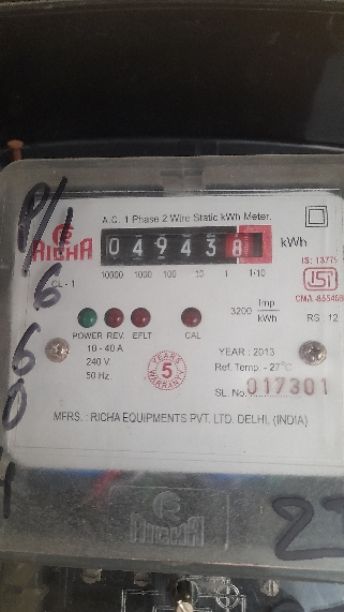 A.C. 1 Phase 2 Wire Static kWh Meter.
RICHA
049438 kWh
10000 1000 100 10 1 1/10
IS: 13779
CL - 1
3200 Imp/kWh
RS : 12
POWER REV. EFLT CAL
10 - 40 A
240 V
50 Hz
5 YEARS WARRANTY
YEAR : 2013
Ref. Temp. - 27°C
SL. No. 017301
MFRS. : RICHA EQUIPMENTS PVT. LTD. DELHI, (INDIA)
RICHA